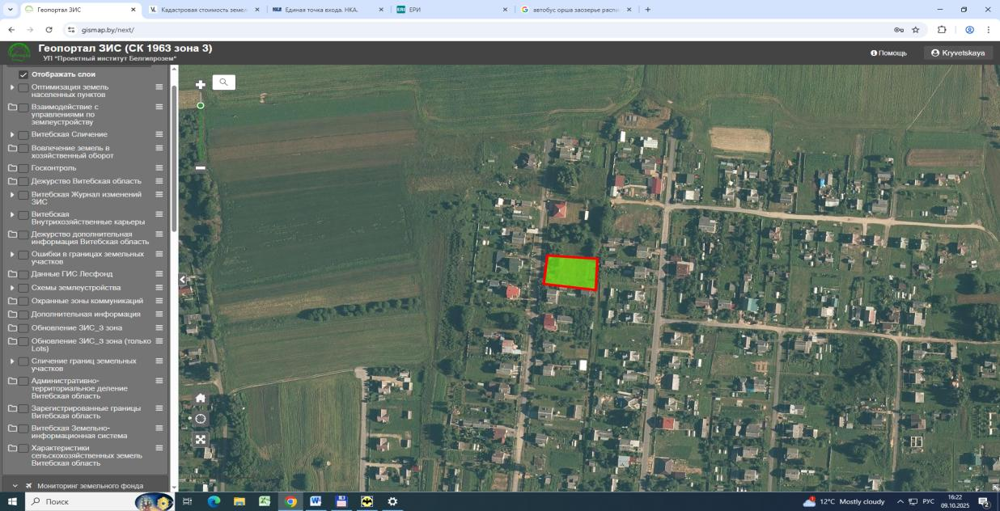 Геопортал ЗИС
Кадастровая стоимость земел
НКА
Единая точка входа. НКА.
ERI
ЕРИ
автобус орша заозерье распи
gismap.by/next/
Геопортал ЗИС (СК 1963 зона 3)
УП "Проектный институт Белгипрозем"
Помощь
Kryvetskaya
Отображать слои
Оптимизация земель
населенных пунктов
Взаимодействие с
управлениями по
землеустройству
Витебская Сличение
Вовлечение земель в
хозяйственный оборот
Госконтроль
Дежурство Витебская область
Витебская Журнал изменений
ЗИС
Витебская
Внутрихозяйственные карьеры
Дежурство дополнительная
информация Витебская область
Ошибки в границах земельных
участков
Данные ГИС Лесфонд
Схемы землеустройства
Охранные зоны коммуникаций
Дополнительная информация
Обновление ЗИС_3 зона
Обновление ЗИС_3 зона (только
Lots)
Сличение границ земельных
участков
Административно-
территориальное деление
Витебская область
Зарегистрированные границы
Витебская область
Витебская Земельно-
информационная система
Характеристики
сельскохозяйственных земель
Витебская область
Мониторинг земельного фонда
Поиск
12°C Mostly cloudy
РУС
16:22
09.10.2025
2